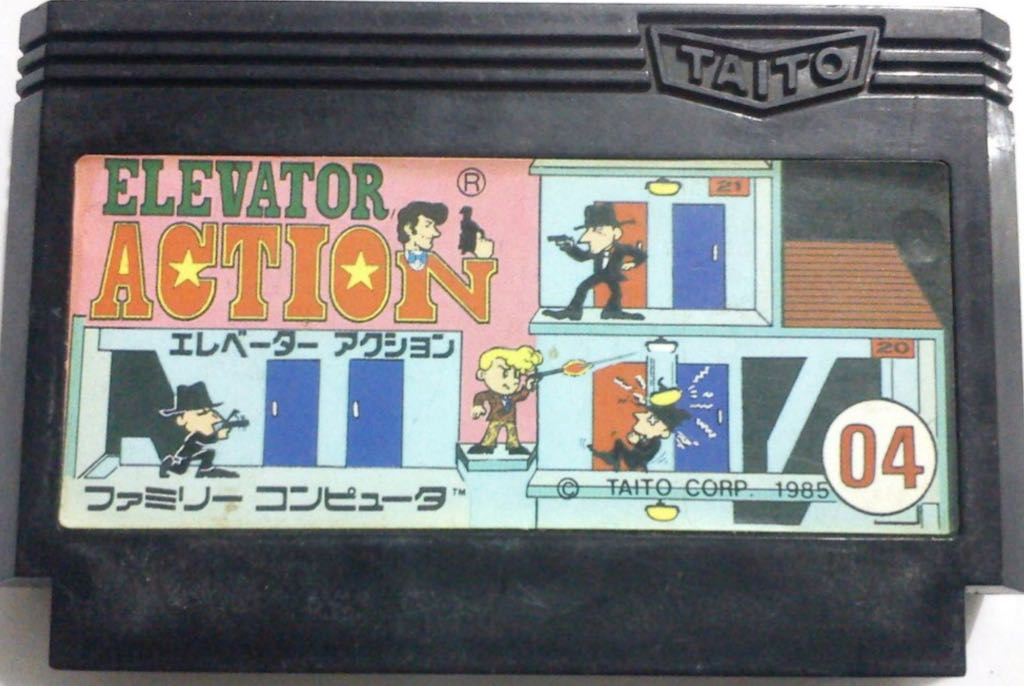 TAITO
ELEVATOR
®
ACTION
エレベーター アクション
21
20
04
© TAITO CORP. 1985
ファミリー コンピュータ™